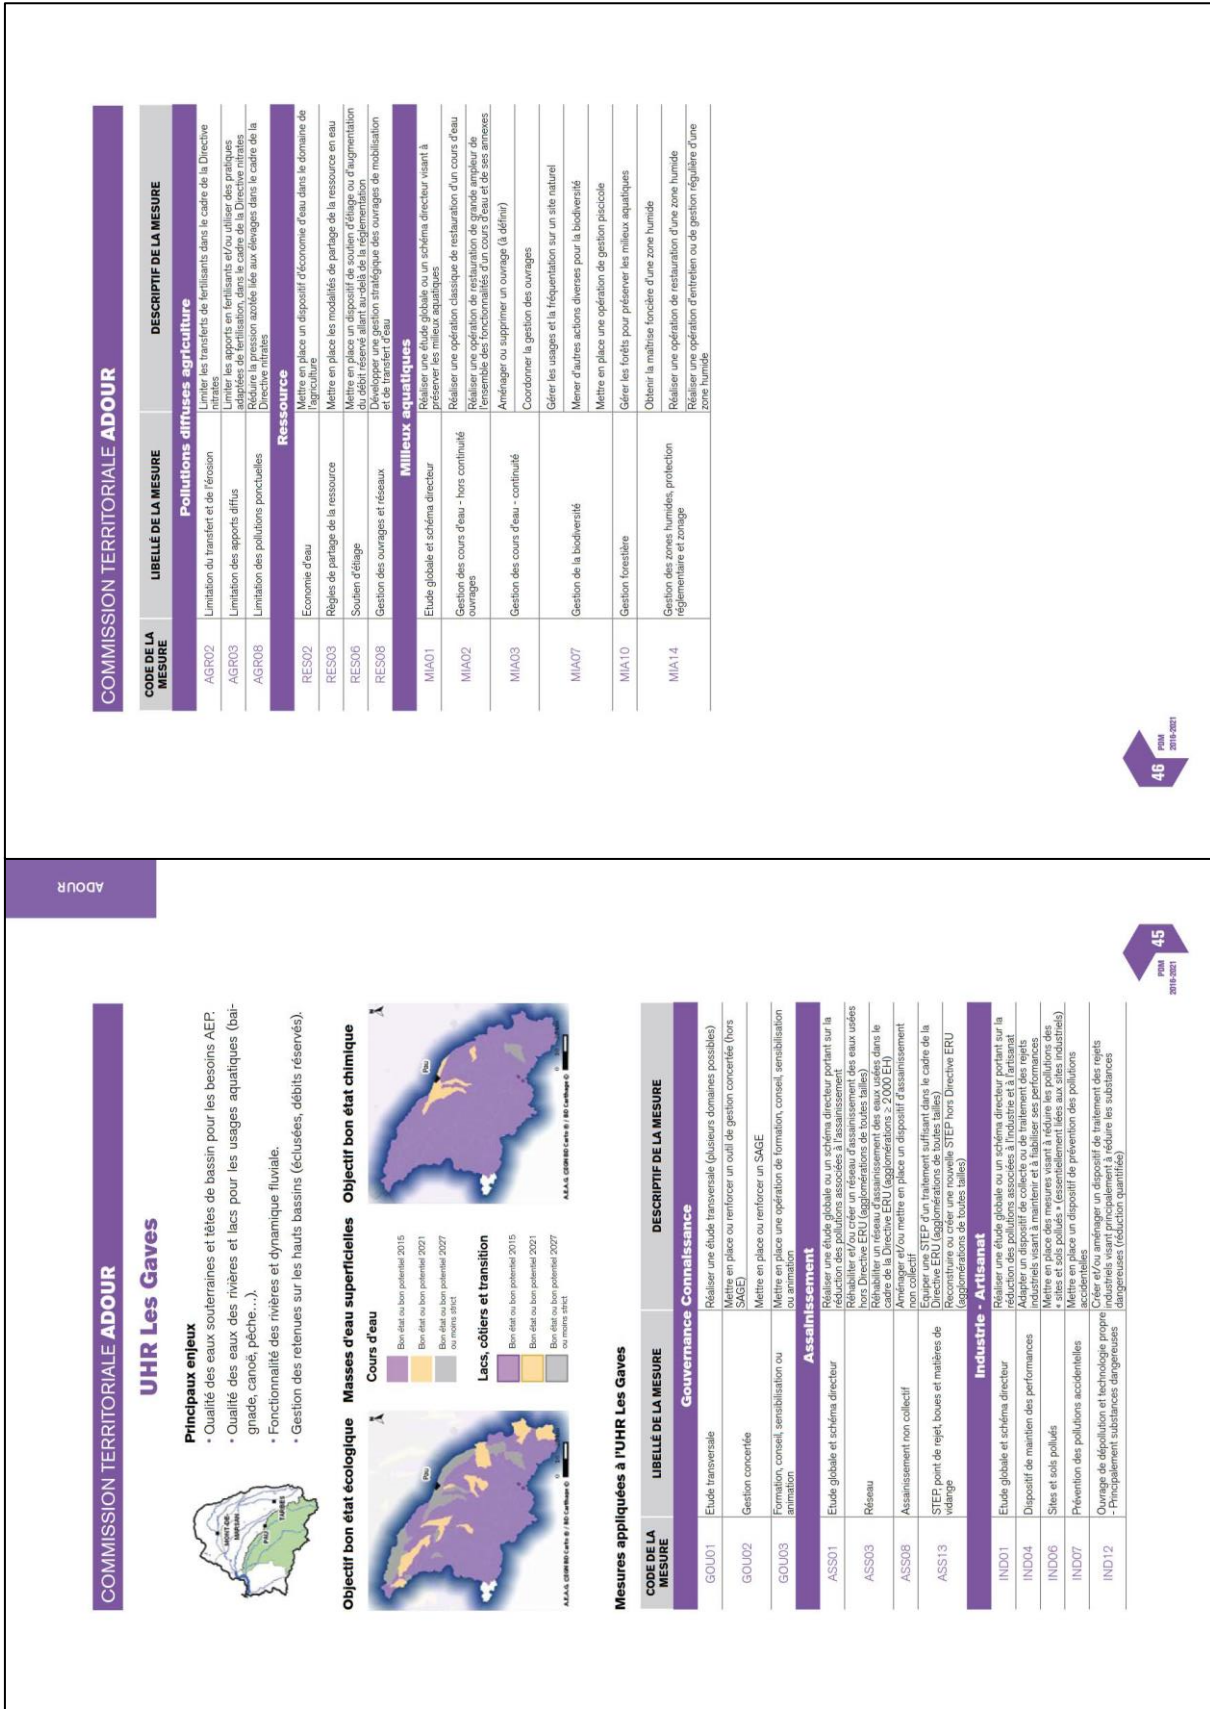 COMMISSION TERRITORIALE ADOUR
UHR Les Gaves
MONT-DE-
MARSAN
PAU
TARBES
Principaux enjeux
• Qualité des eaux souterraines et têtes de bassin pour les besoins AEP.
• Qualité des eaux des rivières et lacs pour les usages aquatiques (bai-
gnade, canoë, pêche…).
• Fonctionnalité des rivières et dynamique fluviale.
• Gestion des retenues sur les hauts bassins (éclusées, débits réservés).
Objectif bon état écologique
Pau
A.E.A.G. ©IGN BD Carto ® / BD Carthage ©
Masses d'eau superficielles
Cours d'eau
Bon état ou bon potentiel 2015
Bon état ou bon potentiel 2021
Bon état ou bon potentiel 2027
ou moins strict
Lacs, côtiers et transition
Bon état ou bon potentiel 2015
Bon état ou bon potentiel 2021
Bon état ou bon potentiel 2027
ou moins strict
Objectif bon état chimique
Pau
A.E.A.G. ©IGN BD Carto ® / BD Carthage ©
Mesures appliquées à l'UHR Les Gaves
CODE DE LA
MESURE
LIBELLÉ DE LA MESURE
DESCRIPTIF DE LA MESURE
Gouvernance Connaissance
GOU01
Etude transversale
Réaliser une étude transversale (plusieurs domaines possibles)
GOU02
Gestion concertée
Mettre en place ou renforcer un outil de gestion concertée (hors
SAGE)
Mettre en place ou renforcer un SAGE
GOU03
Formation, conseil, sensibilisation ou
animation
Mettre en place une opération de formation, conseil, sensibilisation
ou animation
Assainissement
ASS01
Etude globale et schéma directeur
Réaliser une étude globale ou un schéma directeur portant sur la
réduction des pollutions associées à l'assainissement
ASS03
Réseau
Réhabiliter et/ou créer un réseau d'assainissement des eaux usées
hors Directive ERU (agglomérations de toutes tailles)
Réhabiliter un réseau d'assainissement des eaux usées dans le
cadre de la Directive ERU (agglomérations ≥ 2 000 EH)
ASS08
Assainissement non collectif
Aménager et/ou mettre en place un dispositif d'assainissement
non collectif
ASS13
STEP, point de rejet, boues et matières de
vidange
Equiper une STEP d'un traitement suffisant dans le cadre de la
Directive ERU (agglomérations de toutes tailles)
Reconstruire ou créer une nouvelle STEP hors Directive ERU
(agglomérations de toutes tailles)
Industrie - Artisanat
IND01
Etude globale et schéma directeur
Réaliser une étude globale ou un schéma directeur portant sur la
réduction des pollutions associées à l'industrie et à l'artisanat
IND04
Dispositif de maintien des performances
Adapter un dispositif de collecte ou de traitement des rejets
industriels visant à maintenir et à fiabiliser ses performances
IND06
Sites et sols pollués
Mettre en place des mesures visant à réduire les pollutions des
« sites et sols pollués » (essentiellement liées aux sites industriels)
IND07
Prévention des pollutions accidentelles
Mettre en place un dispositif de prévention des pollutions
accidentelles
IND12
Ouvrage de dépollution et technologie propre
- Principalement substances dangereuses
Créer et/ou aménager un dispositif de traitement des rejets
industriels visant principalement à réduire les substances
dangereuses (réduction quantifiée)
PDM
2016-2021
45
ADOUR
COMMISSION TERRITORIALE ADOUR
CODE DE LA
MESURE
LIBELLÉ DE LA MESURE
DESCRIPTIF DE LA MESURE
Pollutions diffuses agriculture
AGR02
Limitation du transfert et de l'érosion
Limiter les transferts de fertilisants dans le cadre de la Directive
nitrates
AGR03
Limitation des apports diffus
Limiter les apports en fertilisants et/ou utiliser des pratiques
adaptées de fertilisation, dans le cadre de la Directive nitrates
AGR08
Limitation des pollutions ponctuelles
Réduire la pression azotée liée aux élevages dans le cadre de la
Directive nitrates
Ressource
RES02
Economie d'eau
Mettre en place un dispositif d'économie d'eau dans le domaine de
l'agriculture
RES03
Règles de partage de la ressource
Mettre en place les modalités de partage de la ressource en eau
RES06
Soutien d'étiage
Mettre en place un dispositif de soutien d'étiage ou d'augmentation
du débit réservé allant au-delà de la réglementation
RES08
Gestion des ouvrages et réseaux
Développer une gestion stratégique des ouvrages de mobilisation
et de transfert d'eau
Milieux aquatiques
MIA01
Etude globale et schéma directeur
Réaliser une étude globale ou un schéma directeur visant à
préserver les milieux aquatiques
MIA02
Gestion des cours d'eau - hors continuité
ouvrages
Réaliser une opération classique de restauration d'un cours d'eau
Réaliser une opération de restauration de grande ampleur de
l'ensemble des fonctionnalités d'un cours d'eau et de ses annexes
MIA03
Gestion des cours d'eau - continuité
Aménager ou supprimer un ouvrage (à définir)
Coordonner la gestion des ouvrages
MIA07
Gestion de la biodiversité
Gérer les usages et la fréquentation sur un site naturel
Mener d'autres actions diverses pour la biodiversité
Mettre en place une opération de gestion piscicole
MIA10
Gestion forestière
Gérer les forêts pour préserver les milieux aquatiques
MIA14
Gestion des zones humides, protection
réglementaire et zonage
Obtenir la maîtrise foncière d'une zone humide
Réaliser une opération de restauration d'une zone humide
Réaliser une opération d'entretien ou de gestion régulière d'une
zone humide
46
PDM
2016-2021